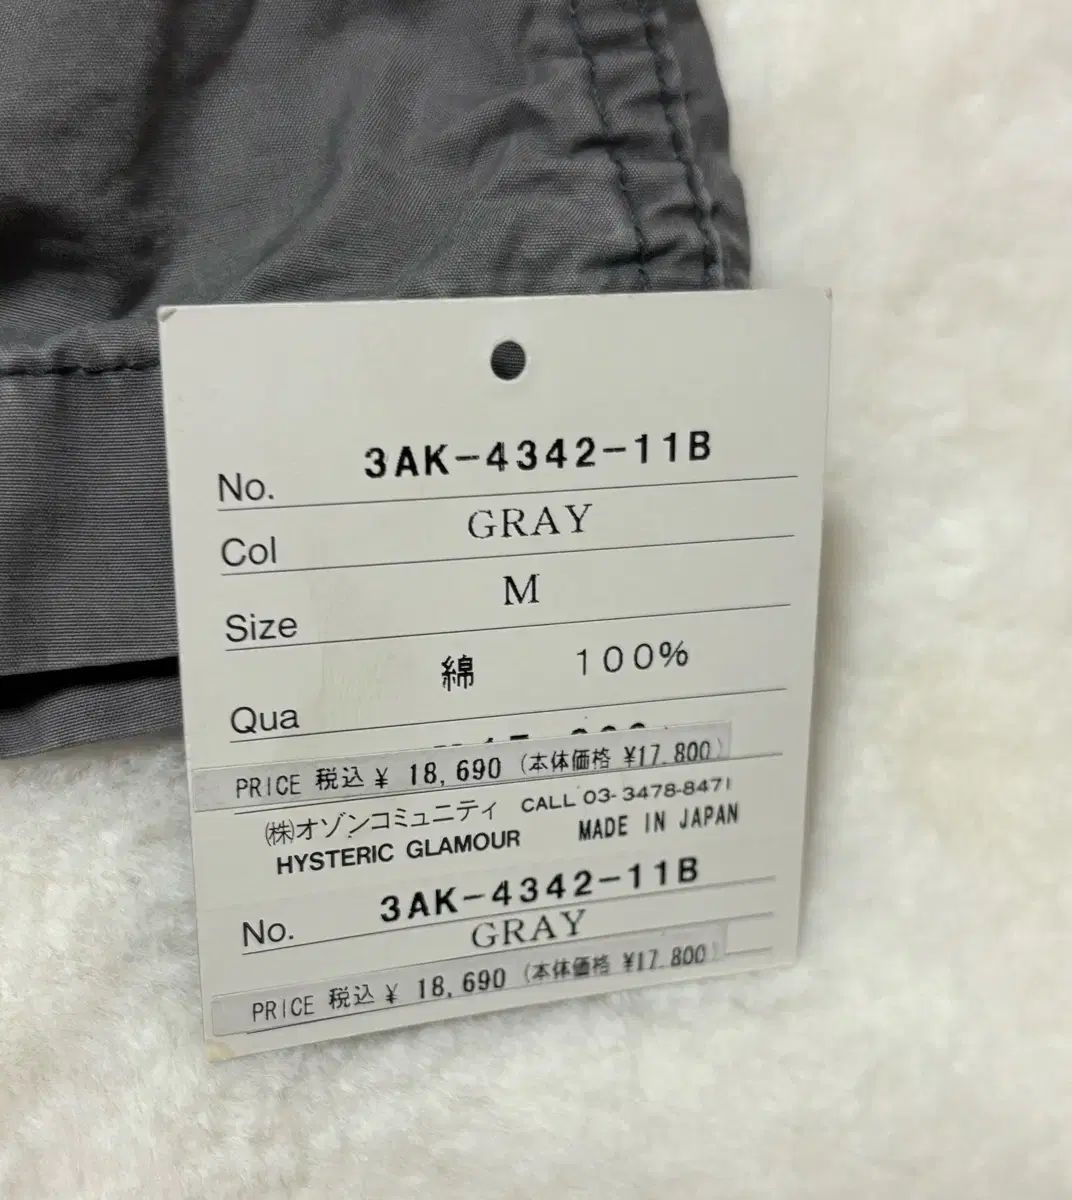 No. 3AK-4342-11B
Col GRAY
Size M
Qua 綿 100%
PRICE 税込 ¥ 18,690 (本体価格 ¥17.800)
㈱オゾンコミュニティ CALL 03-3478-8471
HYSTERIC GLAMOUR MADE IN JAPAN
No. 3AK-4342-11B
GRAY
PRICE 税込 ¥ 18,690 (本体価格 ¥17.800)